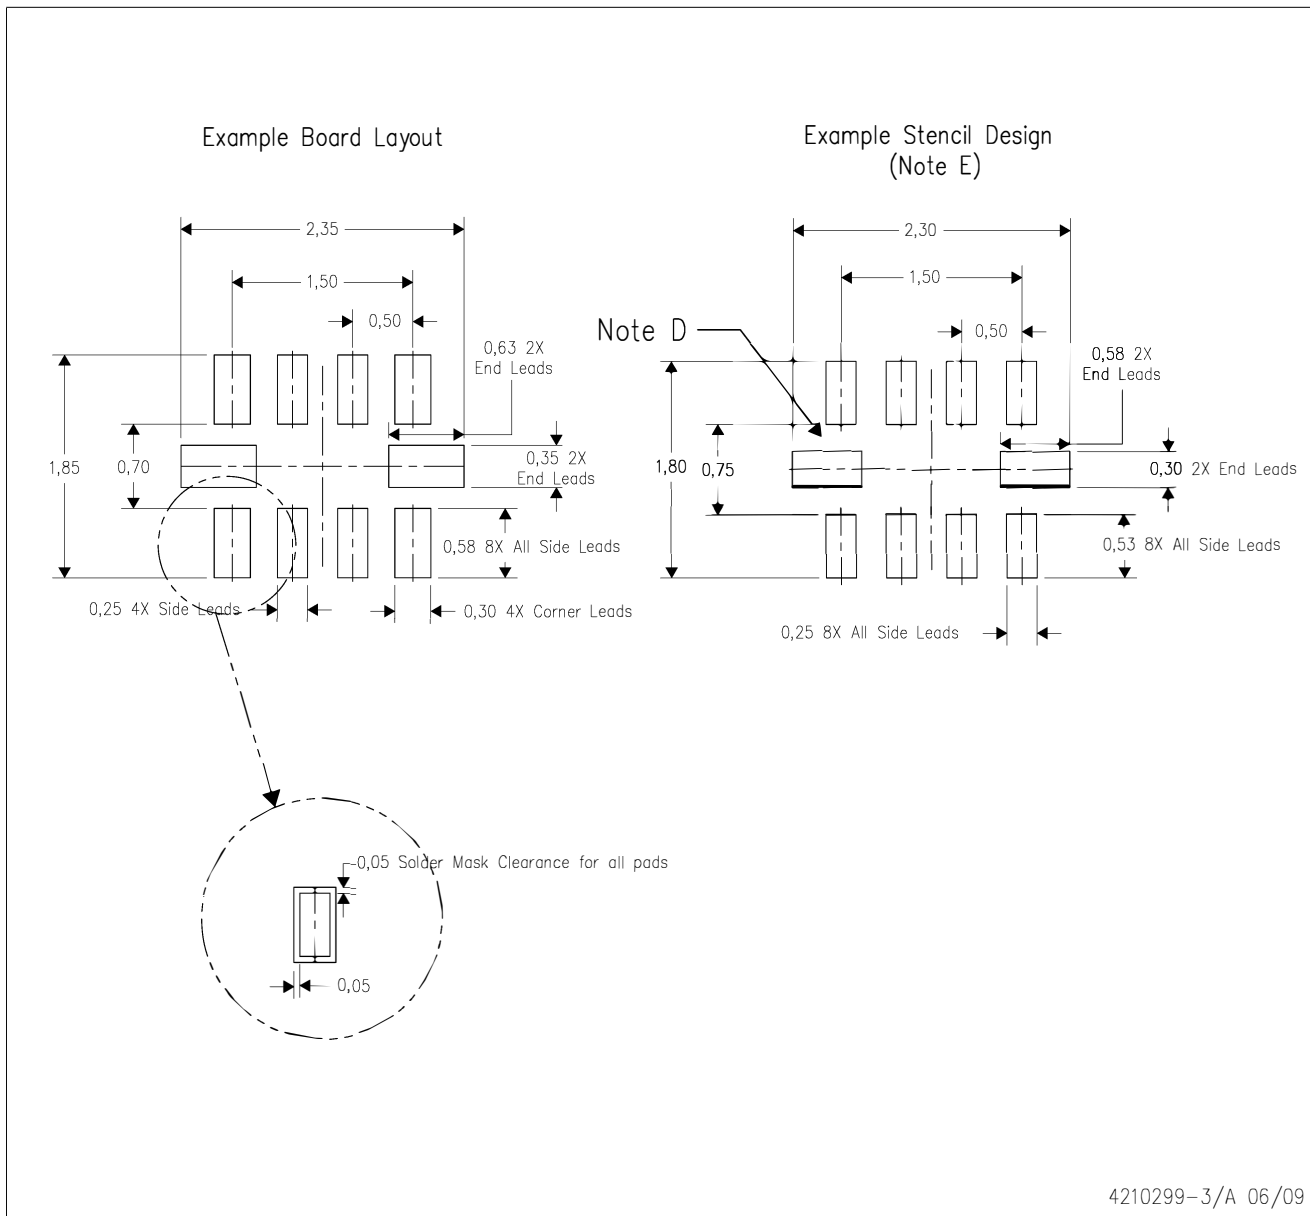 Example Board Layout
2,35
1,50
0,50
0,63 2X
End Leads
1,85
0,70
0,35 2X
End Leads
0,58 8X All Side Leads
0,25 4X Side Leads
0,30 4X Corner Leads
0,05 Solder Mask Clearance for all pads
0,05
Example Stencil Design
(Note E)
2,30
1,50
Note D
0,50
0,58 2X
End Leads
1,80
0,75
0,30 2X End Leads
0,53 8X All Side Leads
0,25 8X All Side Leads
4210299-3/A 06/09